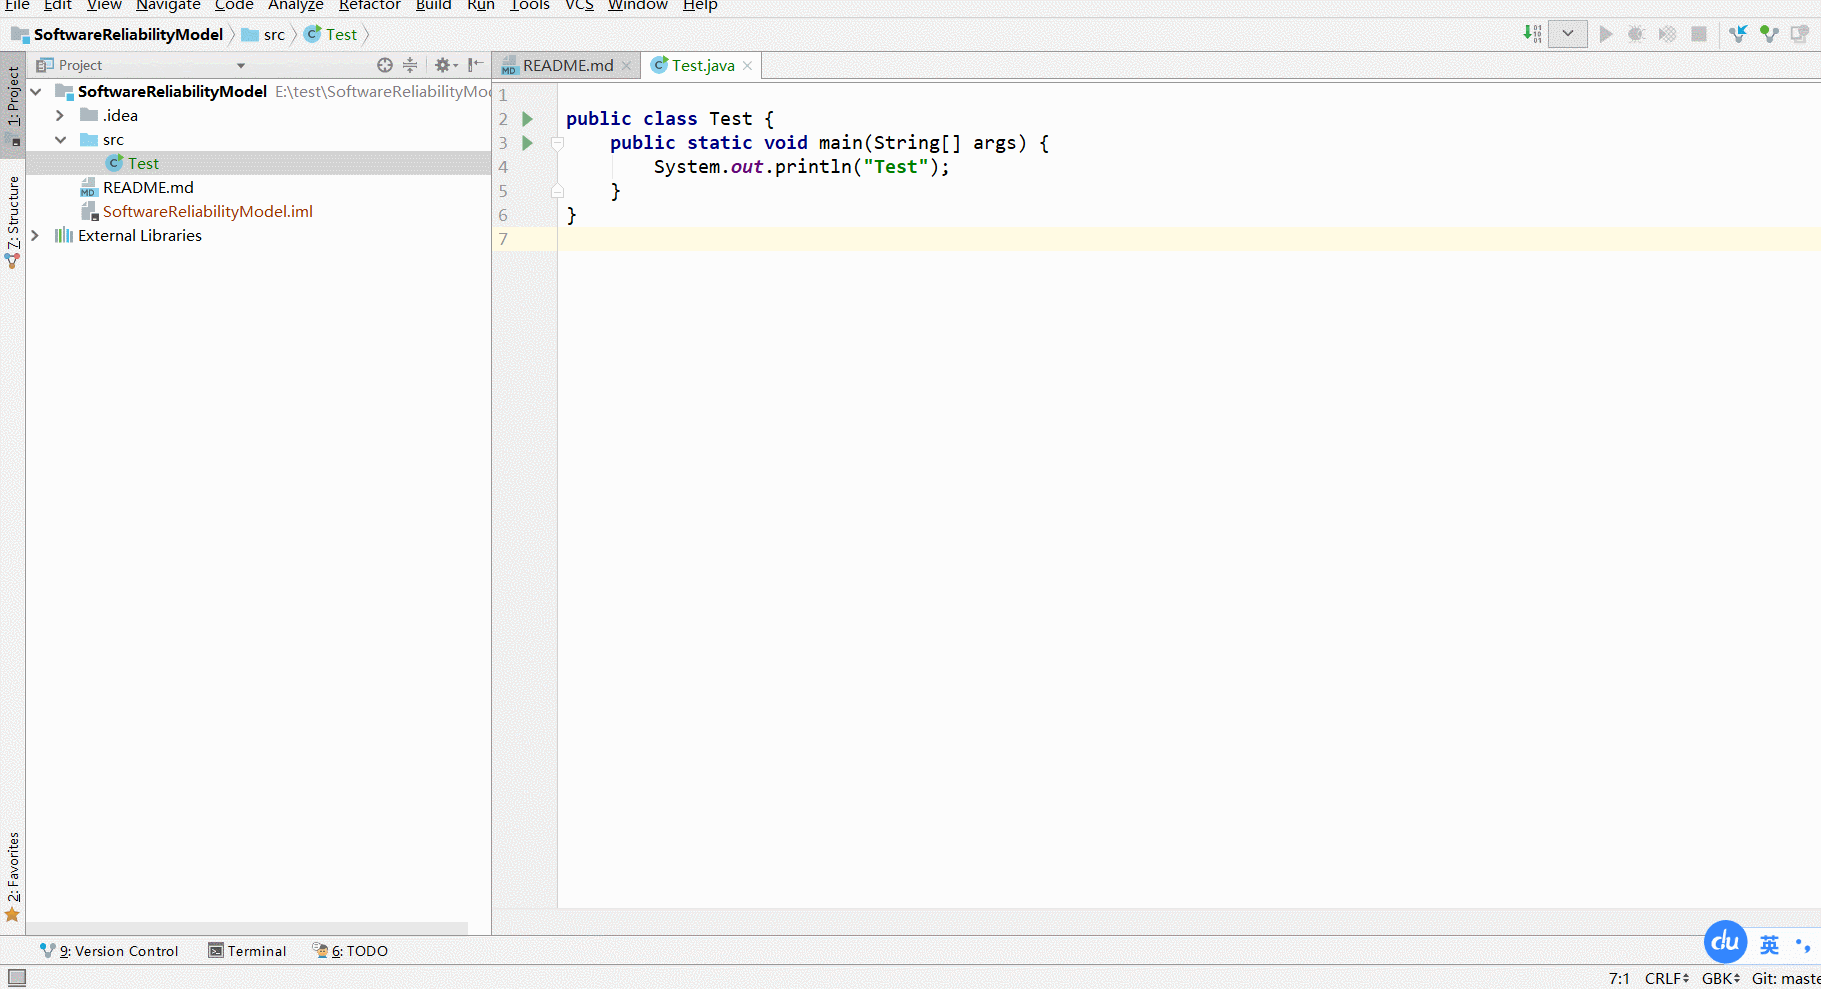 File Edit View Navigate Code Analyze Refactor Build Run Tools VCS Window Help
SoftwareReliabilityModel src Test
1: Project
7: Structure
2: Favorites
Project
SoftwareReliabilityModel E:\test\SoftwareReliabilityMo
.idea
src
Test
README.md
SoftwareReliabilityModel.iml
External Libraries
README.md Test.java
1
2 public class Test {
3 public static void main(String[] args) {
4 System.out.println("Test");
5 }
6 }
7
9: Version Control Terminal 6: TODO
du 英
7:1 CRLF GBK Git: maste